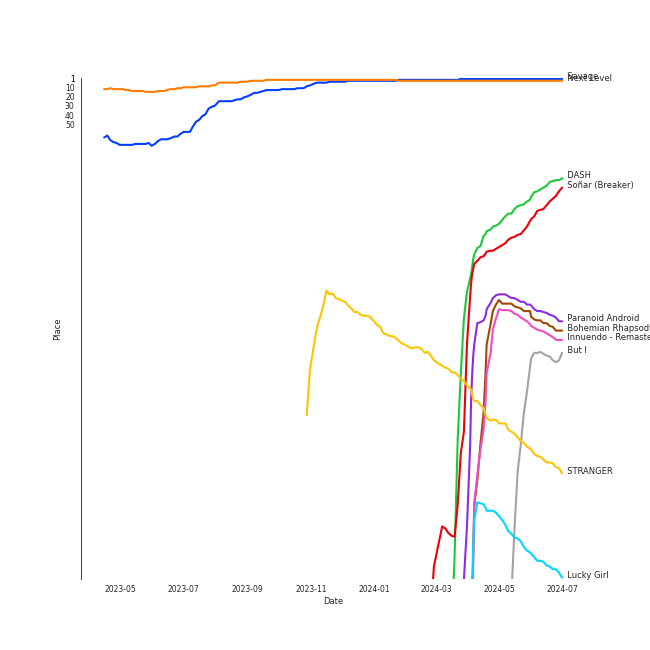 Savage
Next Level
1
10
20
30
40
50
DASH
Soñar (Breaker)
Place
Paranoid Android
Bohemian Rhapsod
Innuendo - Remaste
But I
STRANGER
Lucky Girl
2023-05 2023-07 2023-09 2023-11 2024-01 2024-03 2024-05 2024-07
Date